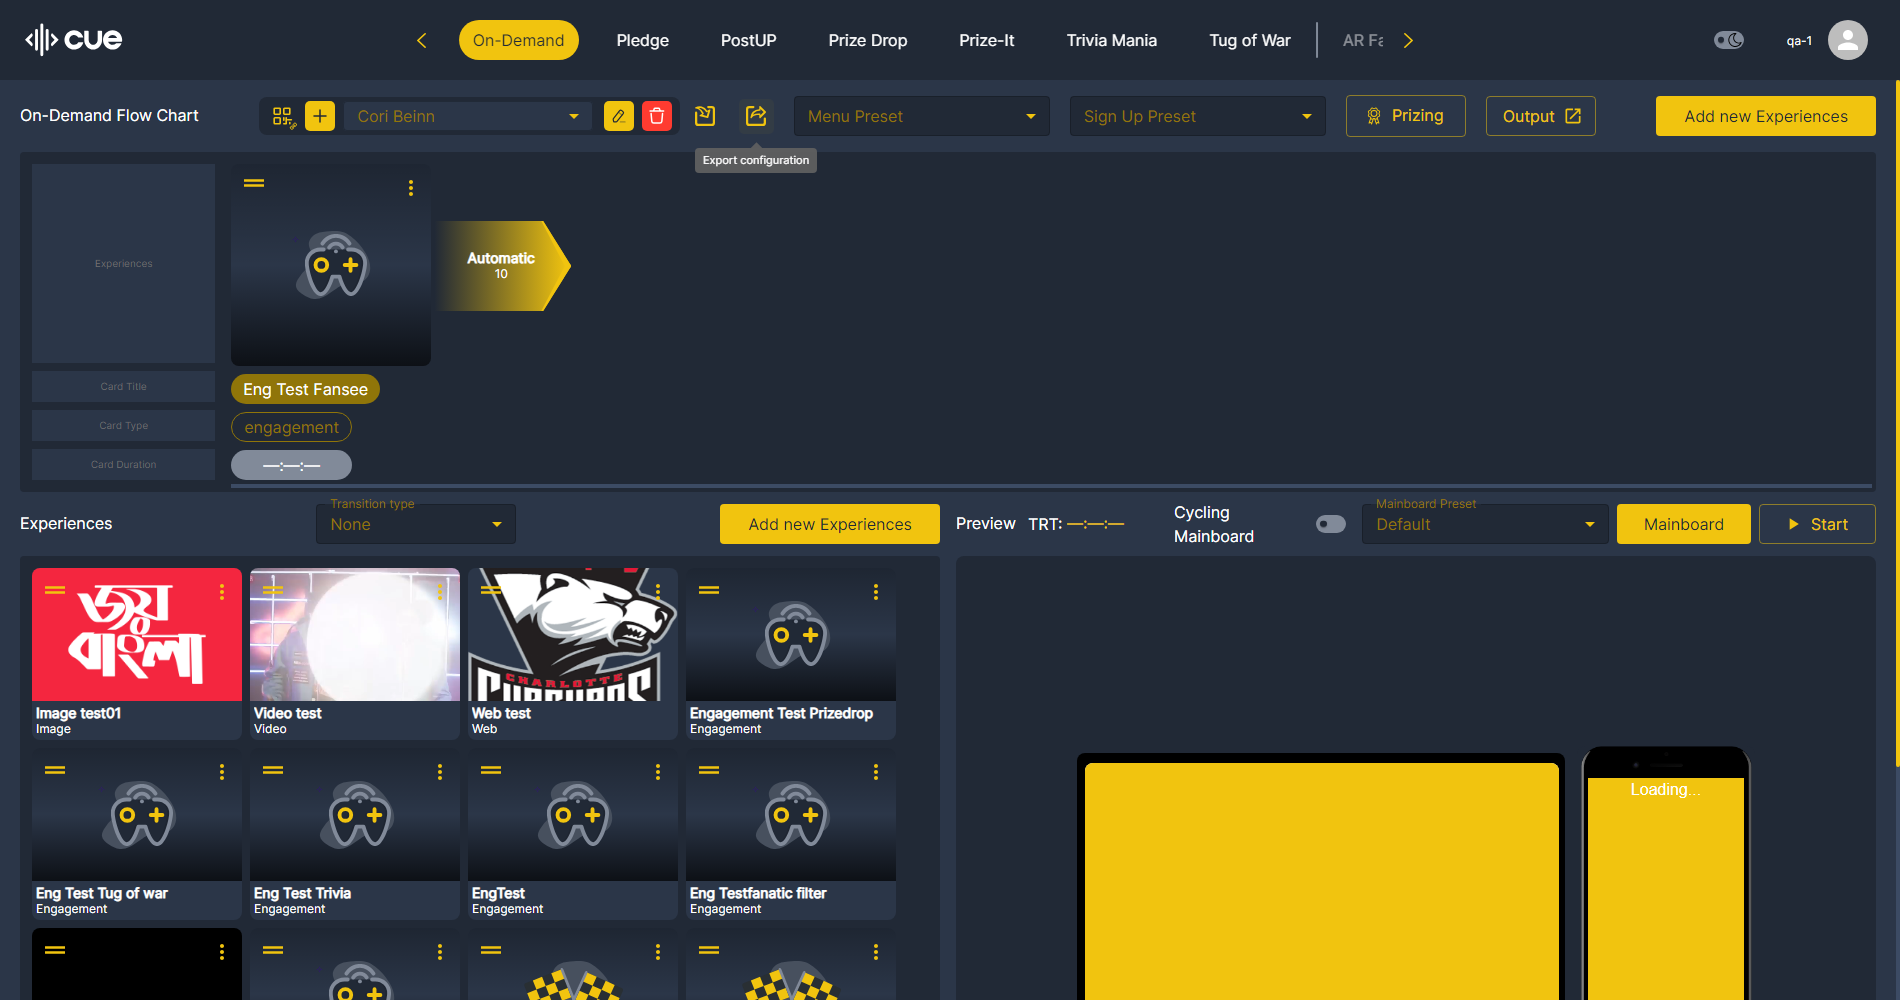 cue
On-Demand
Pledge
PostUP
Prize Drop
Prize-It
Trivia Mania
Tug of War
AR
qa-1
On-Demand Flow Chart
Cori Beinn
Menu Preset
Sign Up Preset
Prizing
Output
Add new Experiences
Export configuration
Experiences
Automatic
10
Card Title
Eng Test Fansee
Card Type
engagement
Card Duration
—:—:—
Experiences
Transition type
None
Add new Experiences
Preview
TRT: —:—:—
Cycling
Mainboard
Mainboard Preset
Default
Mainboard
Start
জয়
বাংলা
CHARLOTTE
Image test01
Image
Video test
Video
Web test
Web
Engagement Test Prizedrop
Engagement
Loading...
Eng Test Tug of war
Engagement
Eng Test Trivia
Engagement
EngTest
Engagement
Eng Testfanatic filter
Engagement